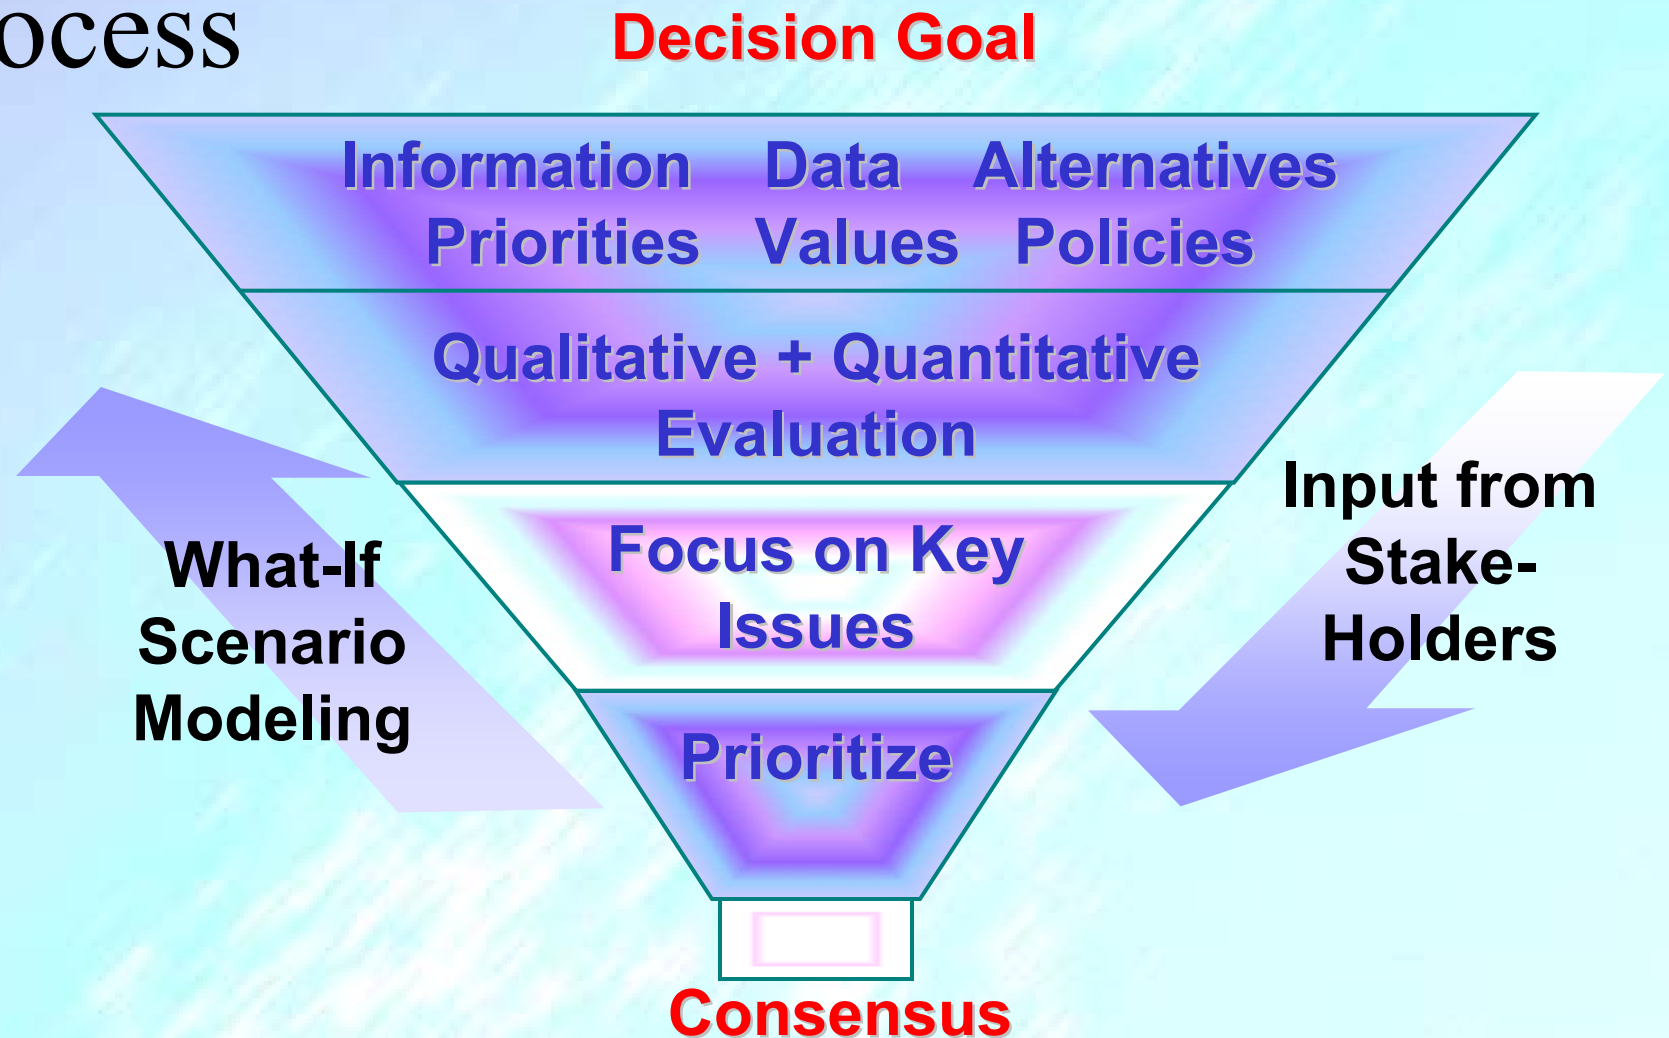 ocess
Decision Goal
Information Data Alternatives
Priorities Values Policies
Qualitative + Quantitative
Evaluation
Focus on Key
Issues
Prioritize
What-If
Scenario
Modeling
Input from
Stake-
Holders
Consensus